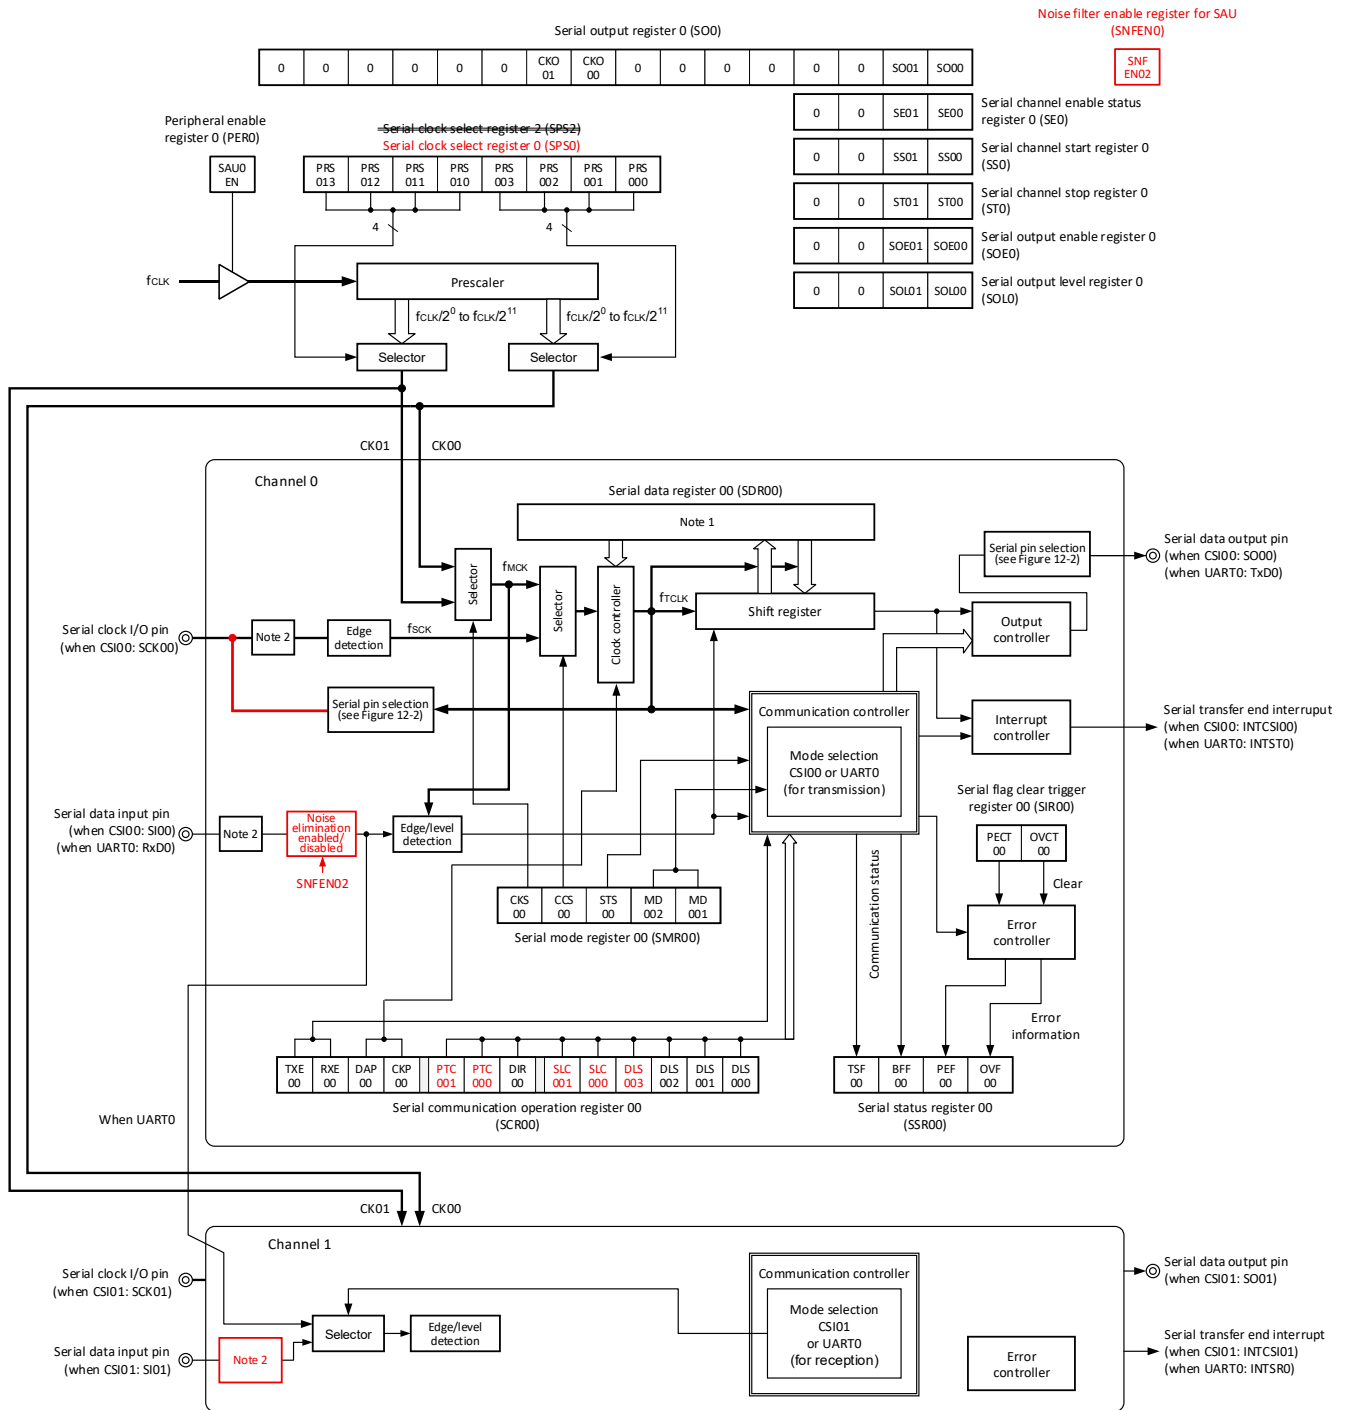 Noise filter enable register for SAU
(SNFEN0)
Serial output register 0 (SO0)
0 0 0 0 0 0 CKO 01 CKO 00 0 0 0 0 0 0 SO01 SO00
SNF
EN02
0 0 SE01 SE00
Serial channel enable status
register 0 (SE0)
Peripheral enable
register 0 (PER0)
SAU0
EN
Serial clock select register 2 (SPS2)
Serial clock select register 0 (SPS0)
PRS PRS PRS PRS PRS PRS PRS PRS
013 012 011 010 003 002 001 000
0 0 SS01 SS00
Serial channel start register 0
(SS0)
0 0 ST01 ST00
Serial channel stop register 0
(ST0)
4
4
0 0 SOE01 SOE00
Serial output enable register 0
(SOE0)
0 0 SOL01 SOL00
Serial output level register 0
(SOL0)
fCLK
Prescaler
fCLK/2⁰ to fCLK/2¹¹
fCLK/2⁰ to fCLK/2¹¹
Selector
Selector
CK01
CK00
Channel 0
Serial data register 00 (SDR00)
Note 1
Selector
fMCK
Selector
Clock controller
fTCLK
Shift register
Serial pin selection
(see Figure 12-2)
Serial data output pin
(when CSI00: SO00)
(when UART0: TxD0)
Output
controller
Serial clock I/O pin
(when CSI00: SCK00)
Note 2
Edge
detection
fSCK
Serial pin selection
(see Figure 12-2)
Communication controller
Mode selection
CSI00 or UART0
(for transmission)
Interrupt
controller
Serial transfer end interruput
(when CSI00: INTCSI00)
(when UART0: INTST0)
Serial data input pin
(when CSI00: SI00)
(when UART0: RxD0)
Note 2
Noise
elimination
enabled/
disabled
SNFEN02
Edge/level
detection
Serial flag clear trigger
register 00 (SIR00)
PECT OVCT
00 00
Clear
CKS CCS STS MD MD
00 00 00 002 001
Serial mode register 00 (SMR00)
Communication status
Error
controller
Error
information
TXE RXE DAP CKP PTC PTC DIR SLC SLC DLS DLS DLS DLS
00 00 00 00 001 000 00 001 000 003 002 001 000
Serial communication operation register 00
(SCR00)
TSF BFF PEF OVF
00 00 00 00
Serial status register 00
(SSR00)
When UART0
CK01
CK00
Channel 1
Serial clock I/O pin
(when CSI01: SCK01)
Serial data input pin
(when CSI01: SI01)
Note 2
Selector
Edge/level
detection
Communication controller
Mode selection
CSI01
or UART0
(for reception)
Error
controller
Serial data output pin
(when CSI01: SO01)
Serial transfer end interrupt
(when CSI01: INTCSI01)
(when UART0: INTSR0)